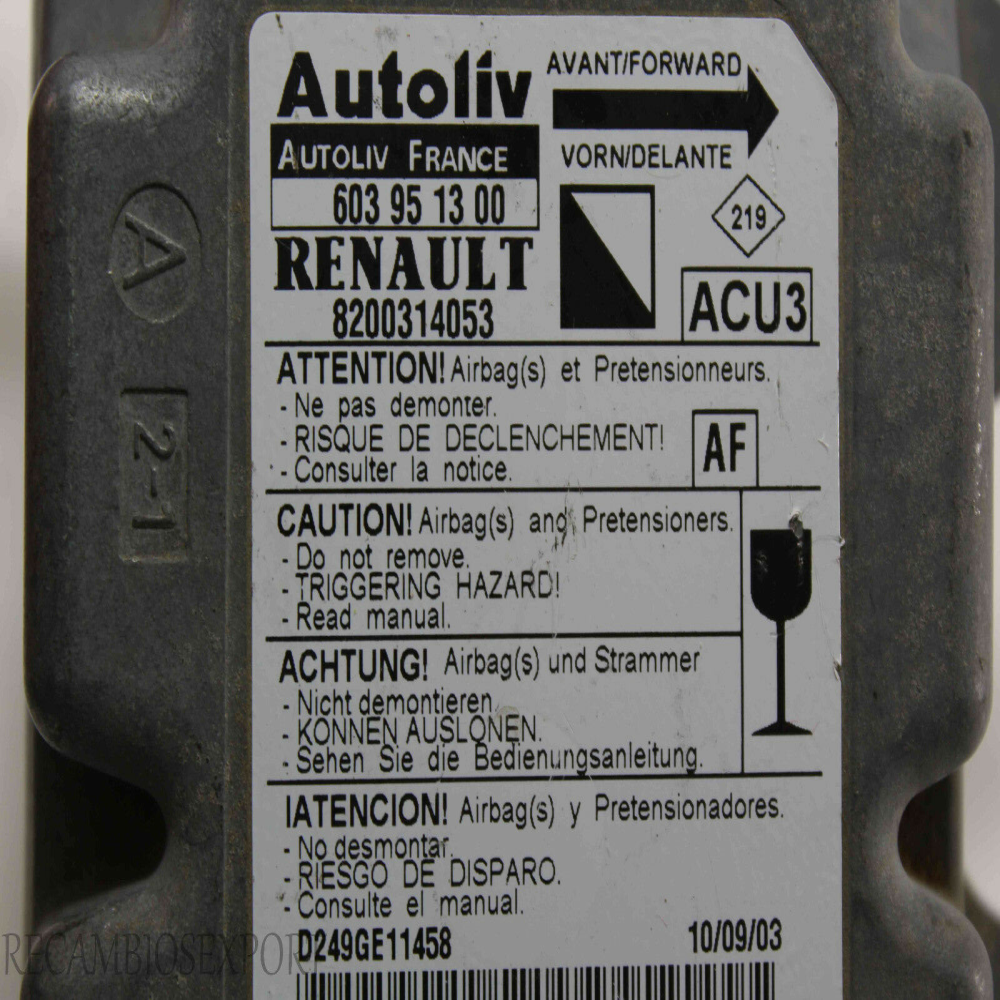 Autoliv
AVANT/FORWARD
AUTOLIV FRANCE
VORN/DELANTE
603 95 13 00
219
RENAULT
8200314053
ACU3
ATTENTION! Airbag(s) et Pretensionneurs.
- Ne pas demonter.
- RISQUE DE DECLENCHEMENT!
- Consulter la notice.
AF
CAUTION! Airbag(s) and Pretensioners.
- Do not remove.
- TRIGGERING HAZARD!
- Read manual.
ACHTUNG! Airbag(s) und Strammer
- Nicht demontieren
- KONNEN AUSLONEN.
- Sehen Sie die Bedienungsanleitung.
IATENCION! Airbag(s) y Pretensionadores.
- No desmontar.
- RIESGO DE DISPARO.
- Consulte el manual.
D249GE11458
10/09/03
A
2-1
RECAMBIOSEXPORT